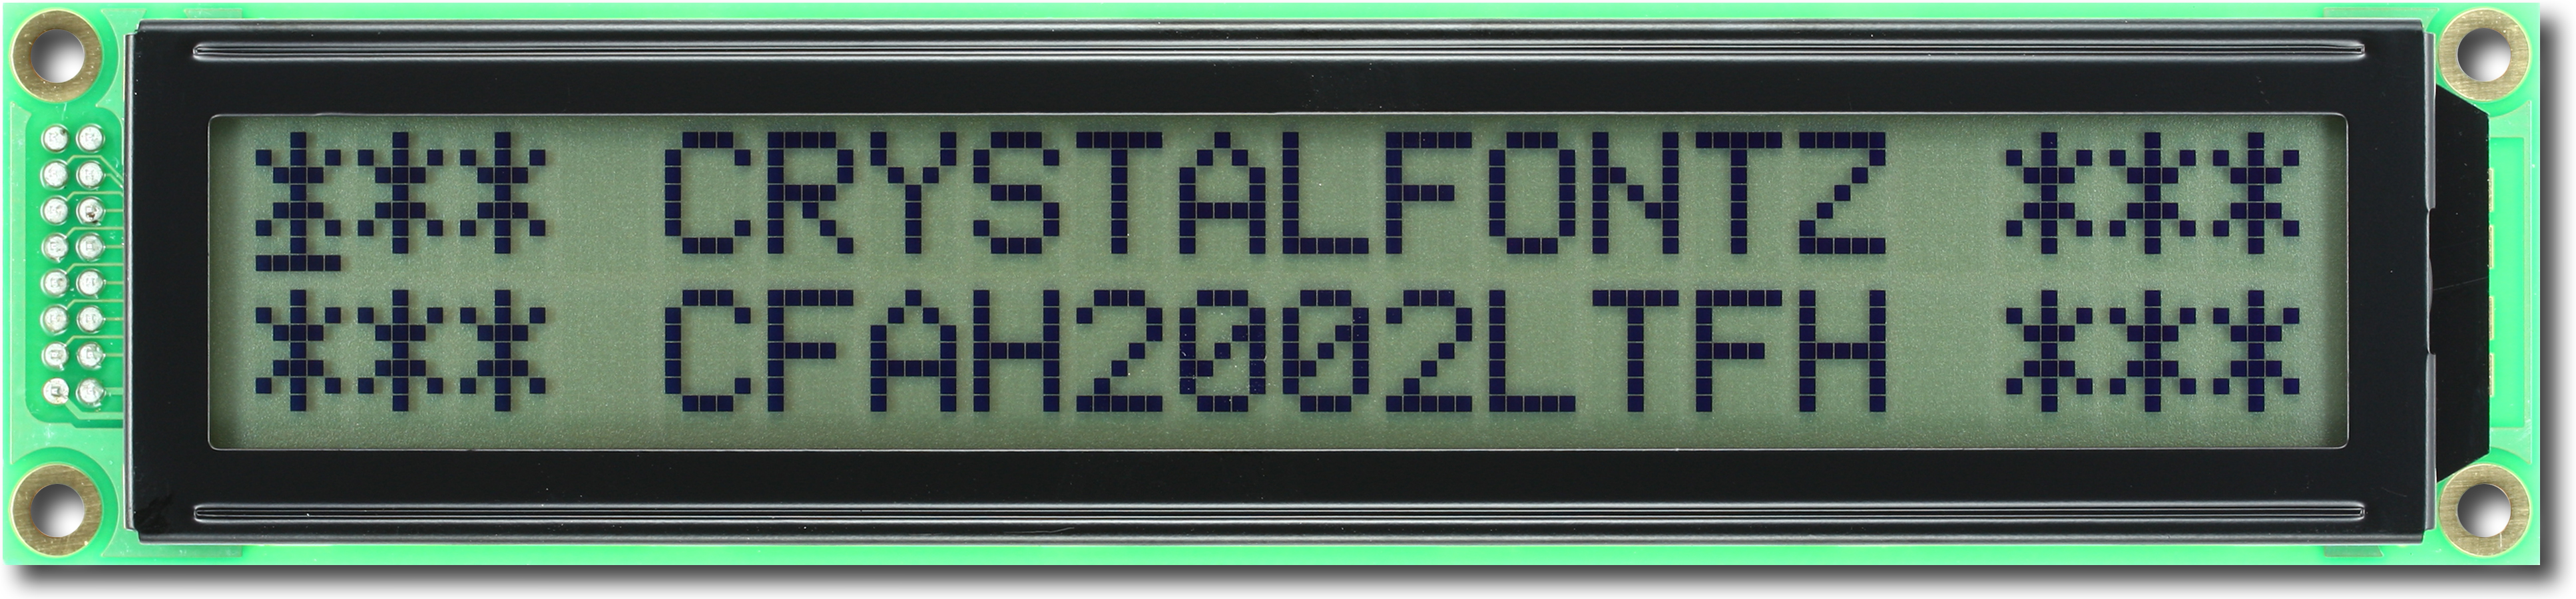 *** CRYSTALFONTZ ***
*** CFAH2002LTFH ***